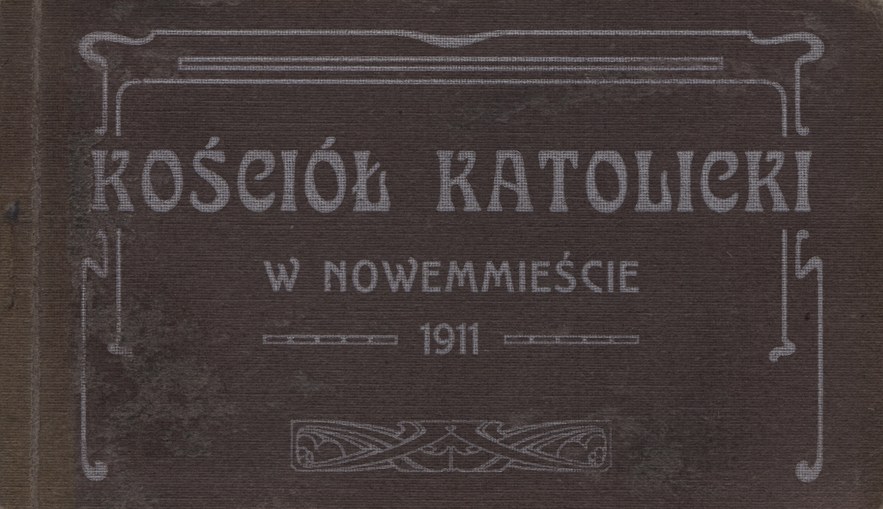 KOŚCIÓŁ KATOLICKI
W NOWEMMIEŚCIE
1911